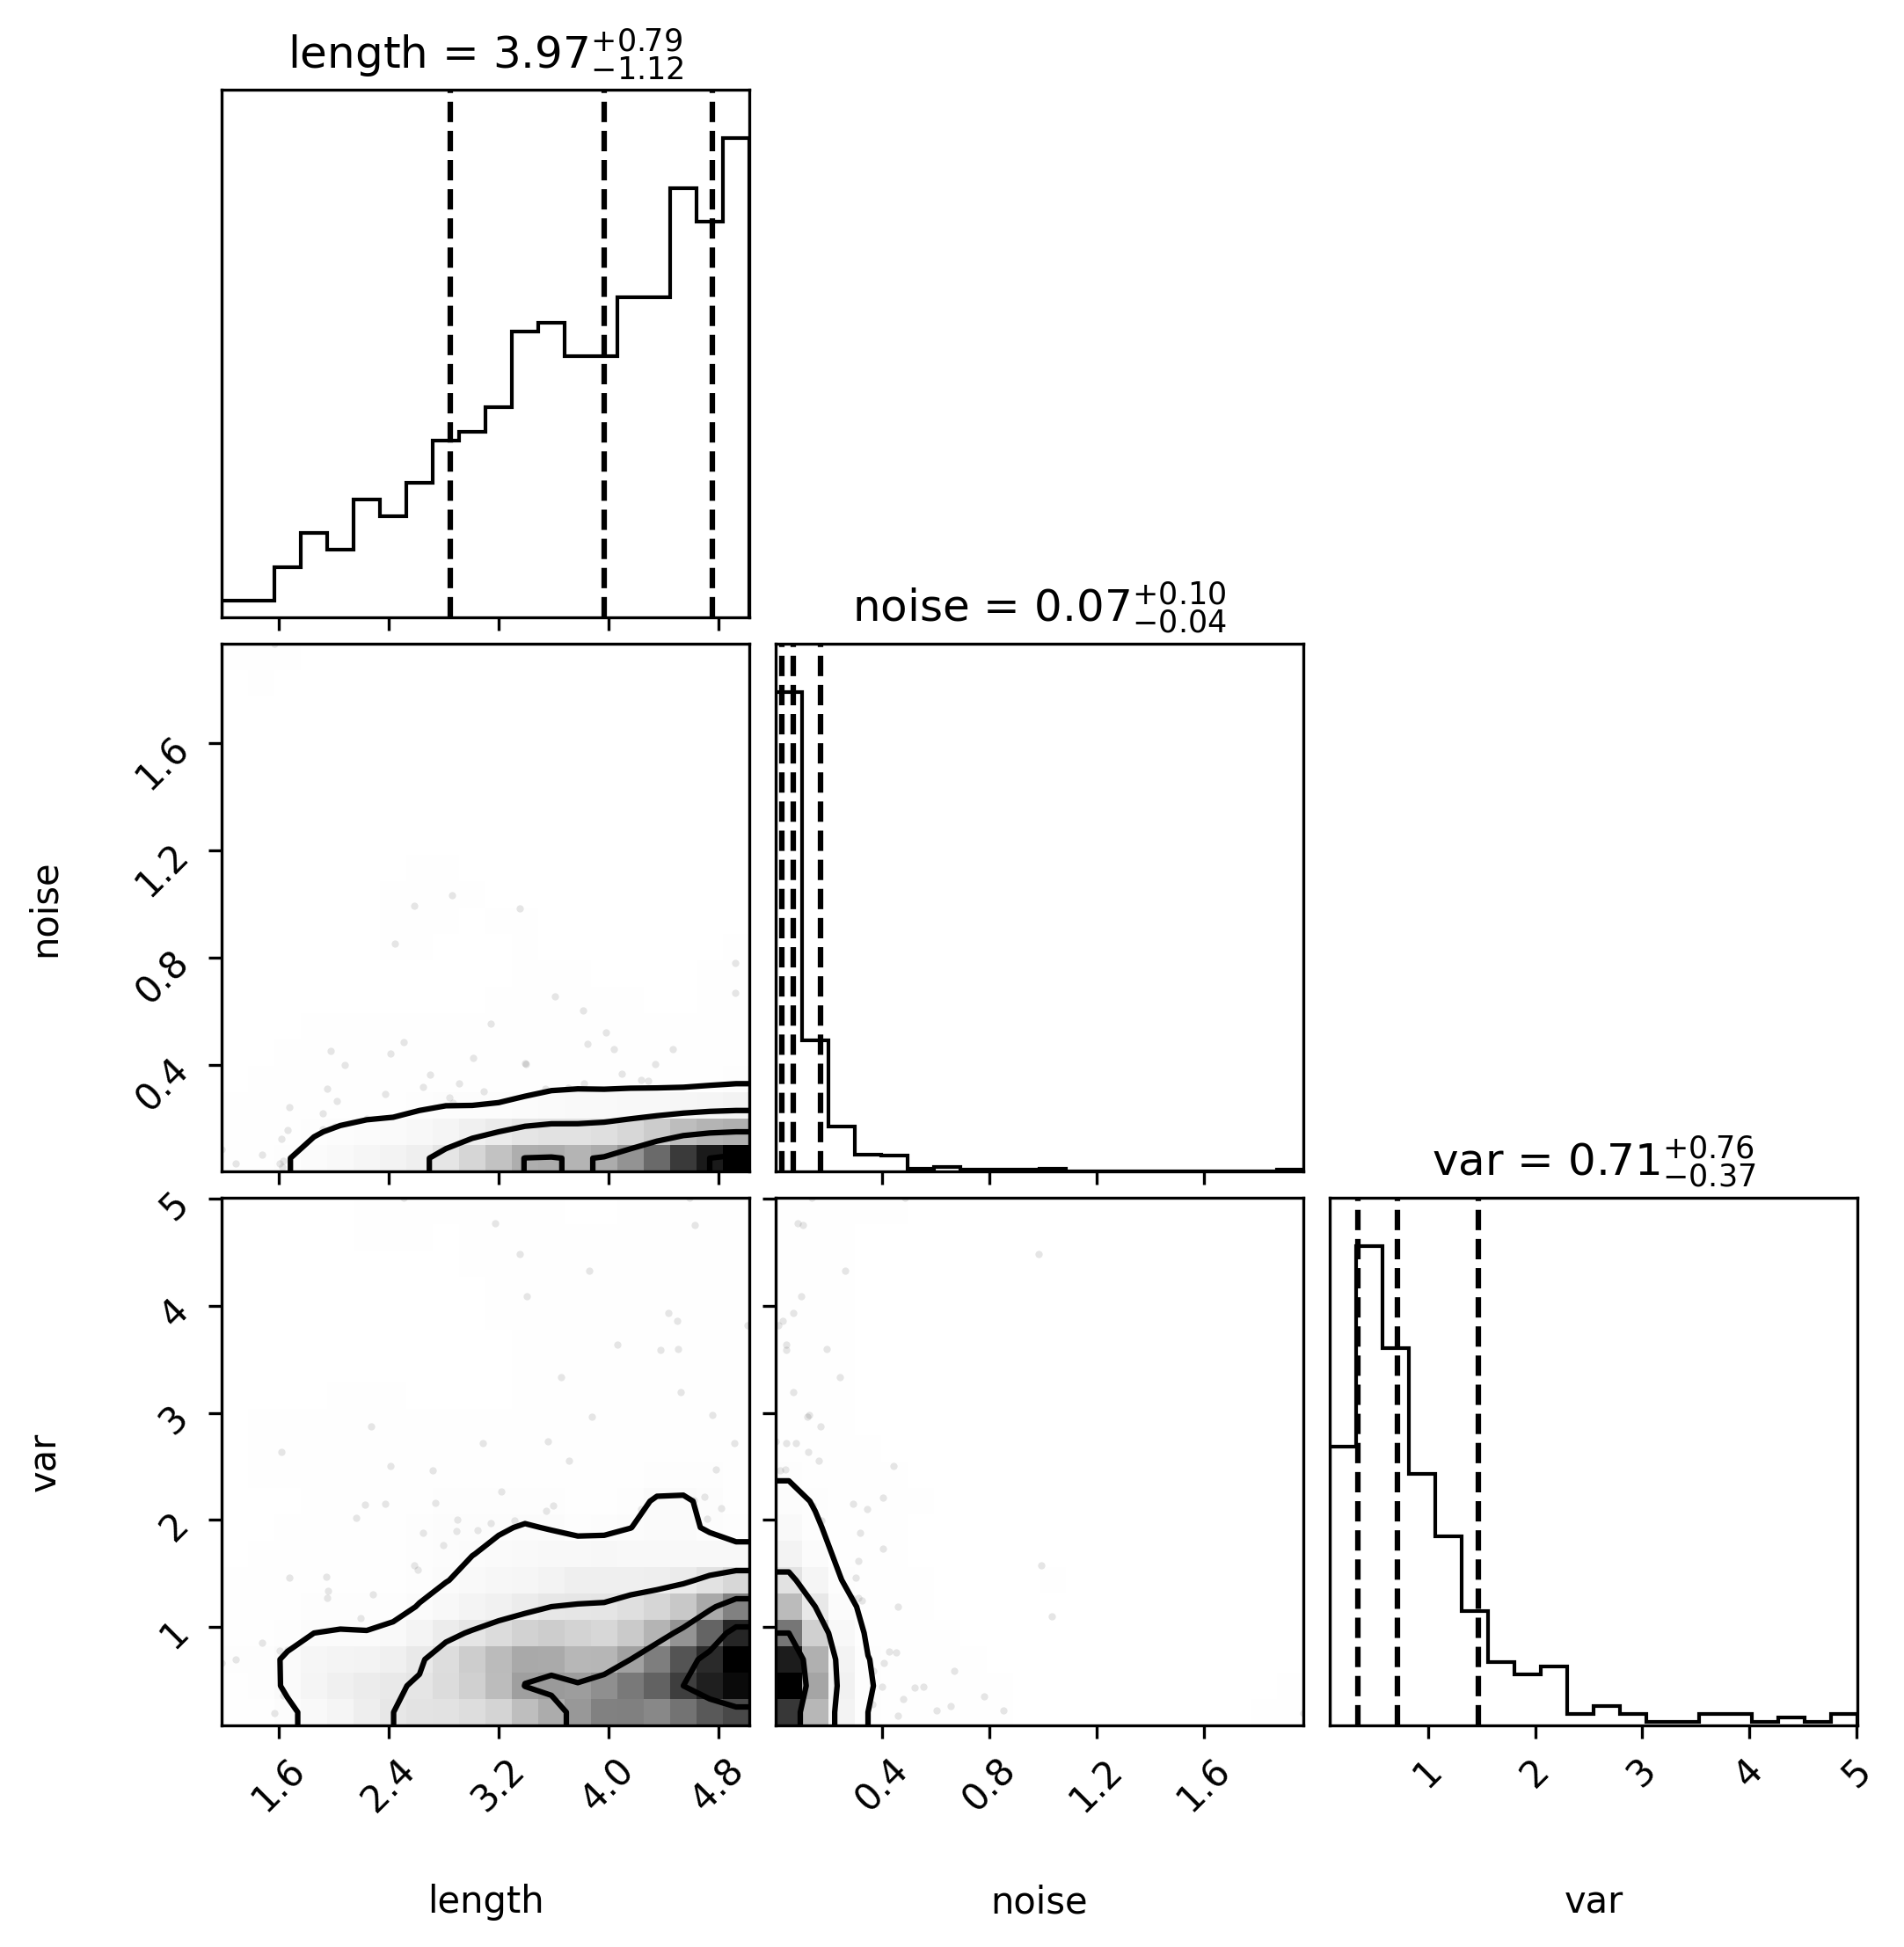 length = 3.97+0.79−1.12
noise = 0.07+0.10−0.04
noise
1.6
1.2
0.8
0.4
var = 0.71+0.76−0.37
var
5
4
3
2
1
1.6 2.4 3.2 4.0 4.8 0.4 0.8 1.2 1.6 1 2 3 4 5
length noise var